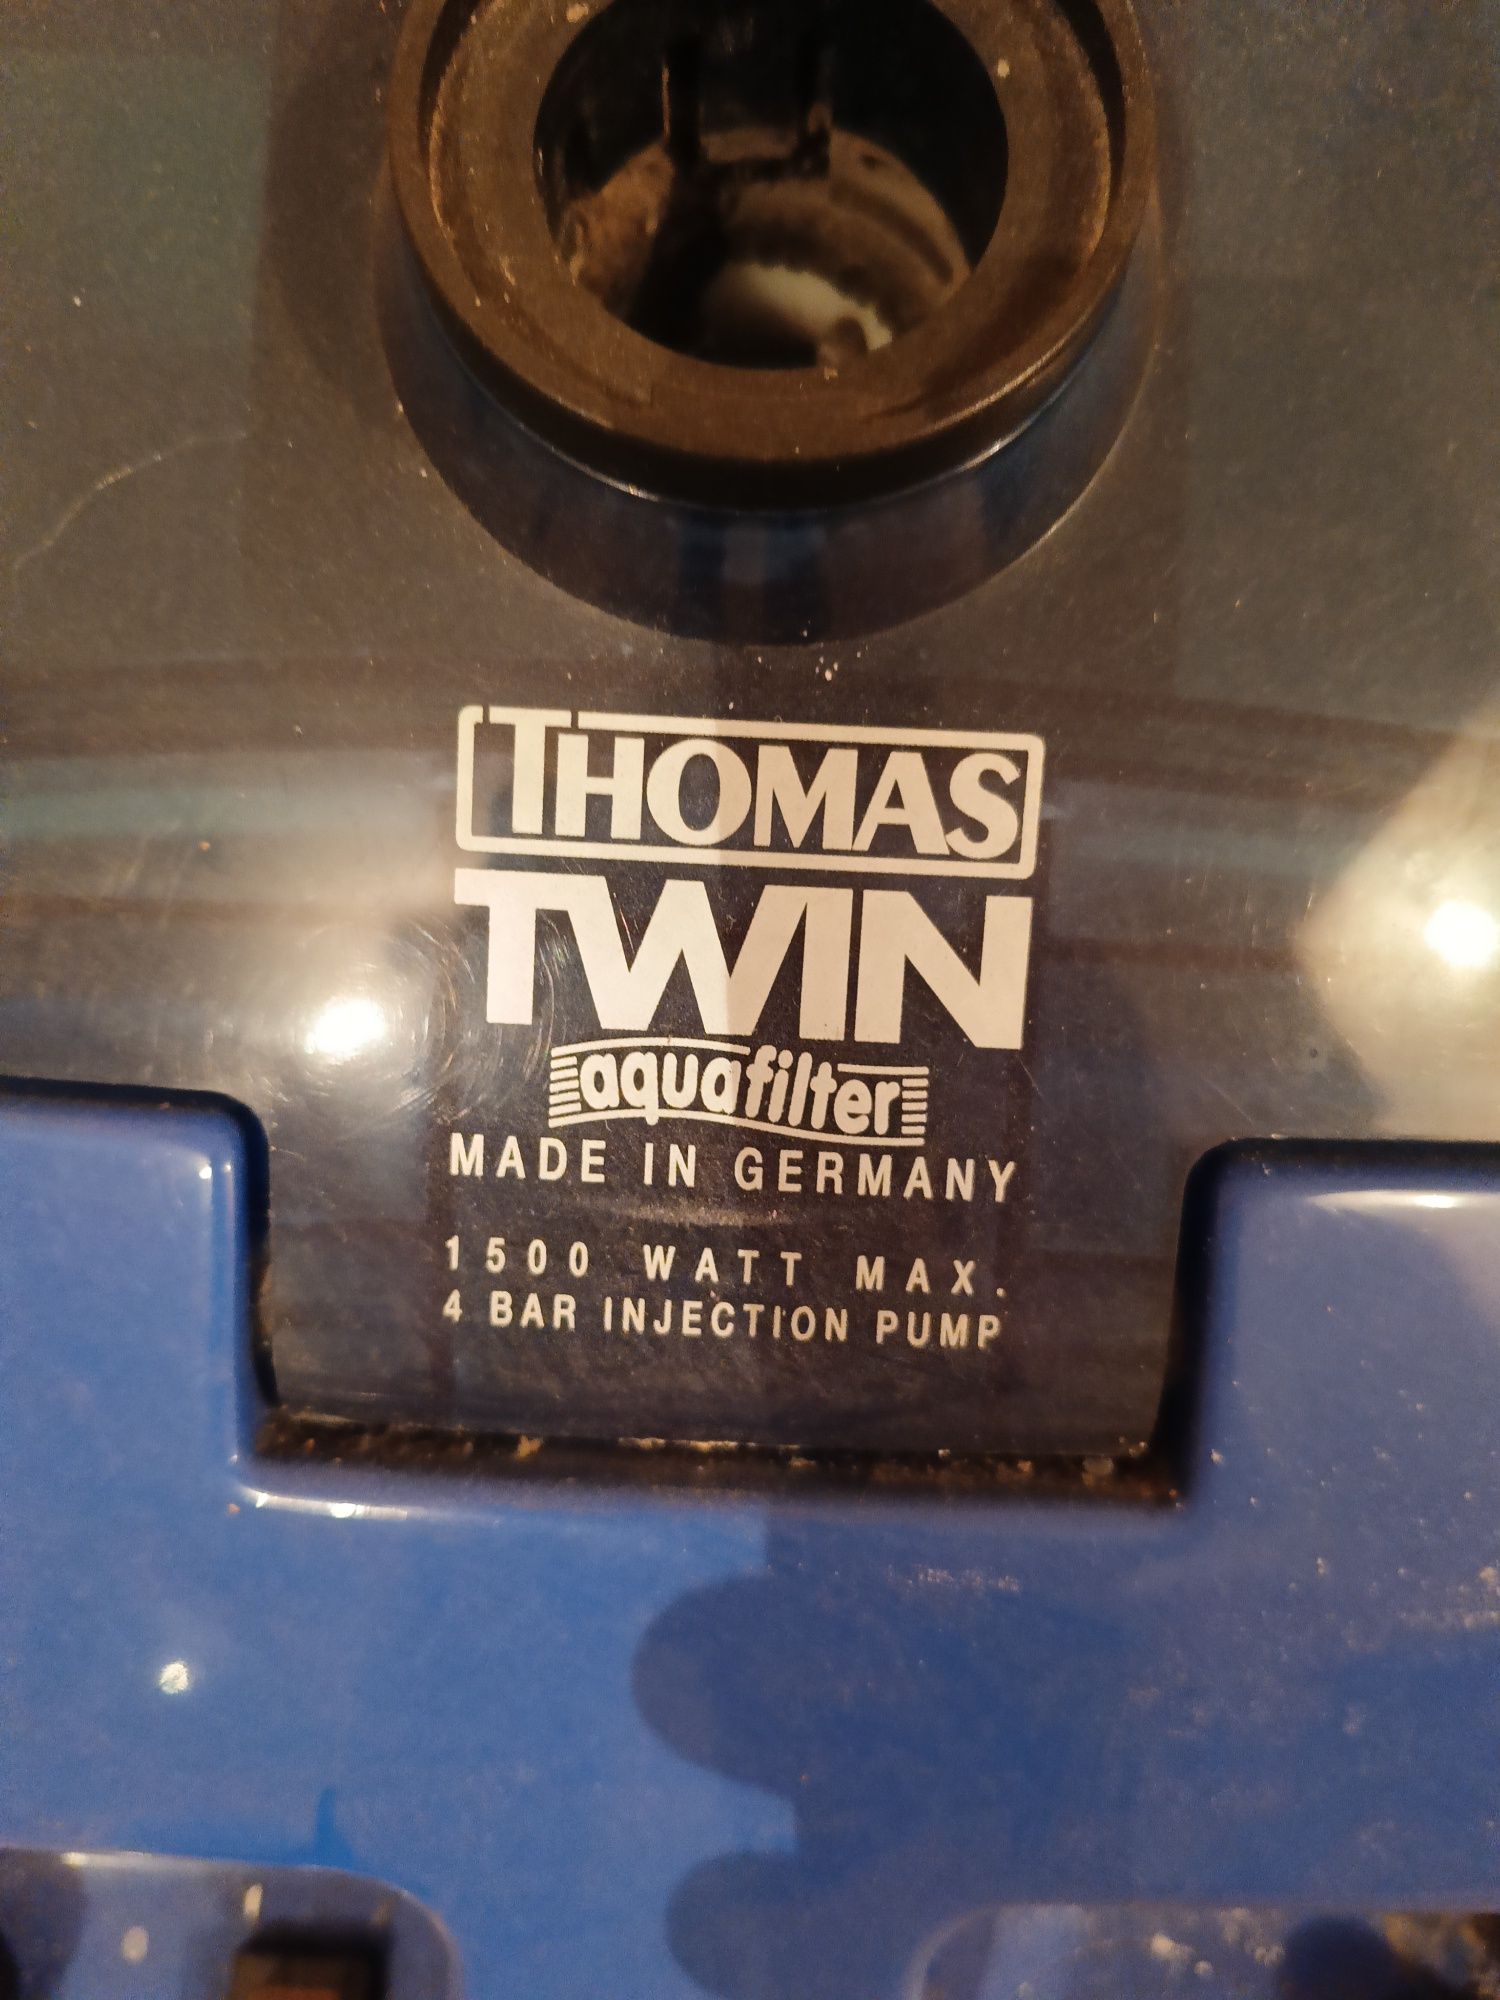 THOMAS
TWIN
aquafilter
MADE IN GERMANY
1500 WATT MAX.
4 BAR INJECTION PUMP